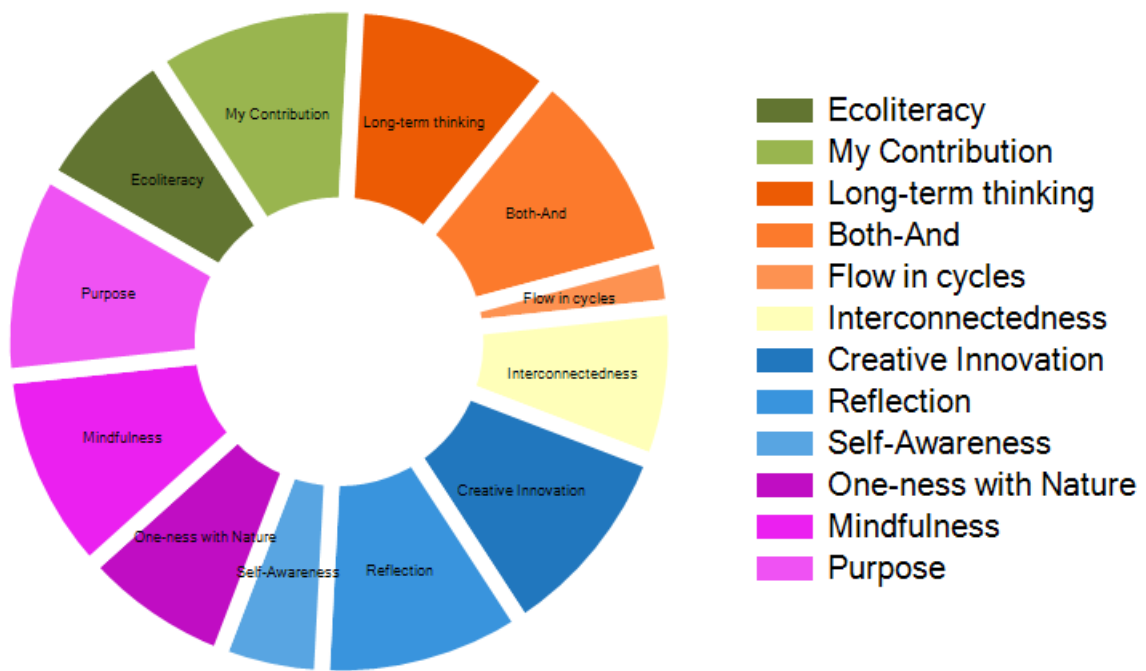 My Contribution
Long-term thinking
Ecoliteracy
Both-And
Purpose
Flow in cycles
Interconnectedness
Mindfulness
Creative Innovation
One-ness with Nature
Self-Awareness
Reflection
Ecoliteracy
My Contribution
Long-term thinking
Both-And
Flow in cycles
Interconnectedness
Creative Innovation
Reflection
Self-Awareness
One-ness with Nature
Mindfulness
Purpose